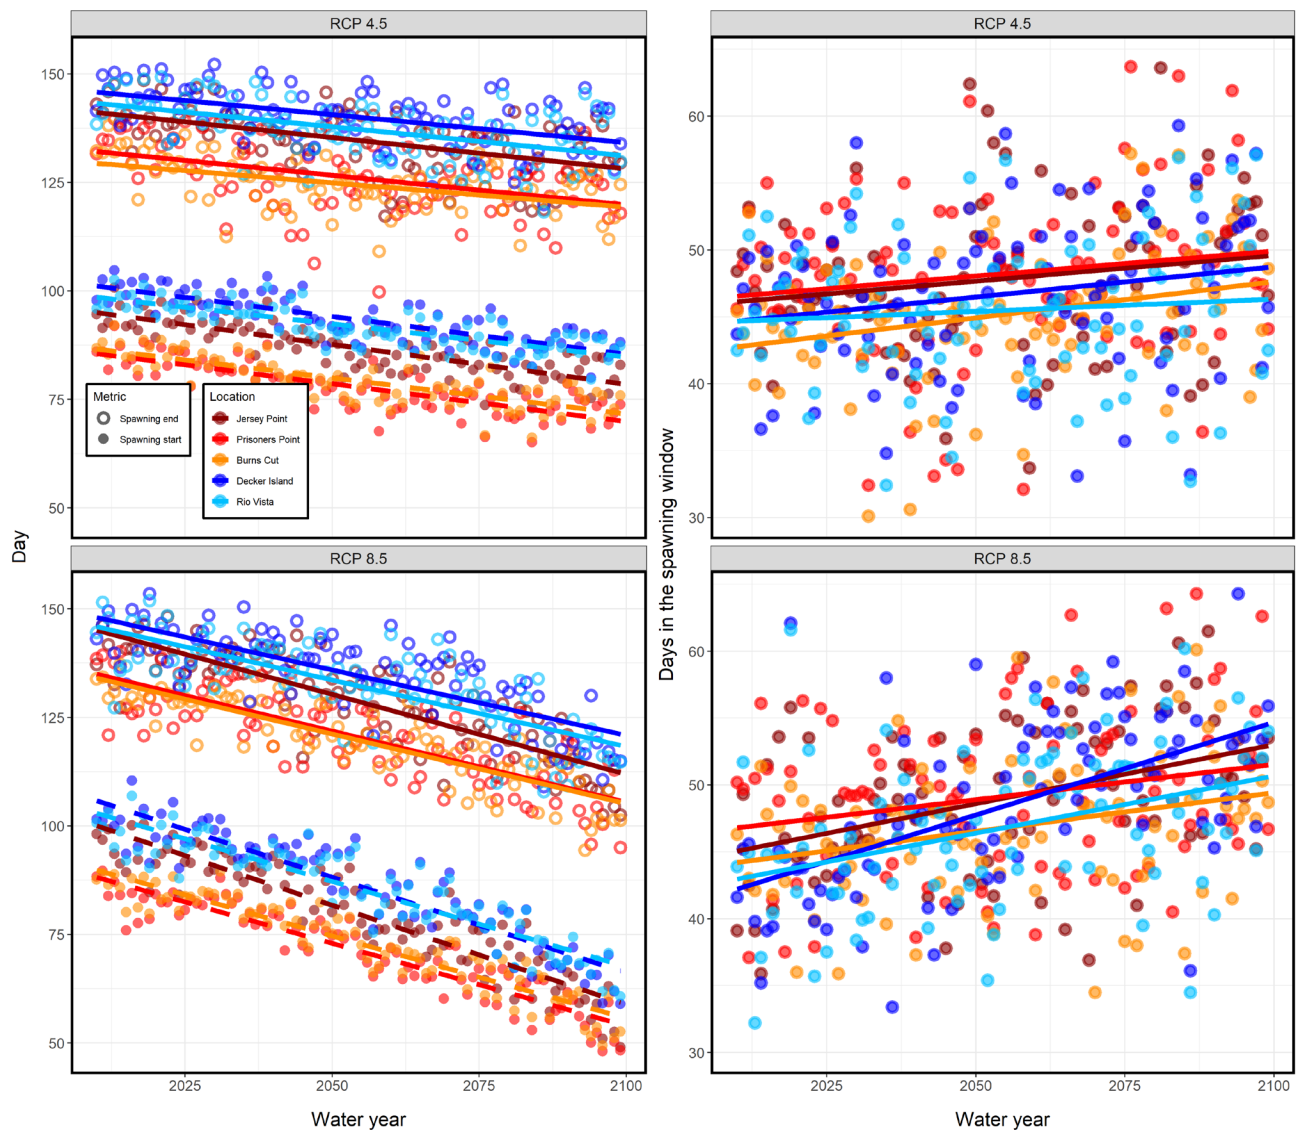 RCP 4.5
150
125
100
75
50
Metric
Spawning end
Spawning start
Location
Jersey Point
Prisoners Point
Burns Cut
Decker Island
Rio Vista
Day
RCP 8.5
150
125
100
75
50
2025
2050
2075
2100
Water year
RCP 4.5
60
50
40
30
Days in the spawning window
RCP 8.5
60
50
40
30
2025
2050
2075
2100
Water year